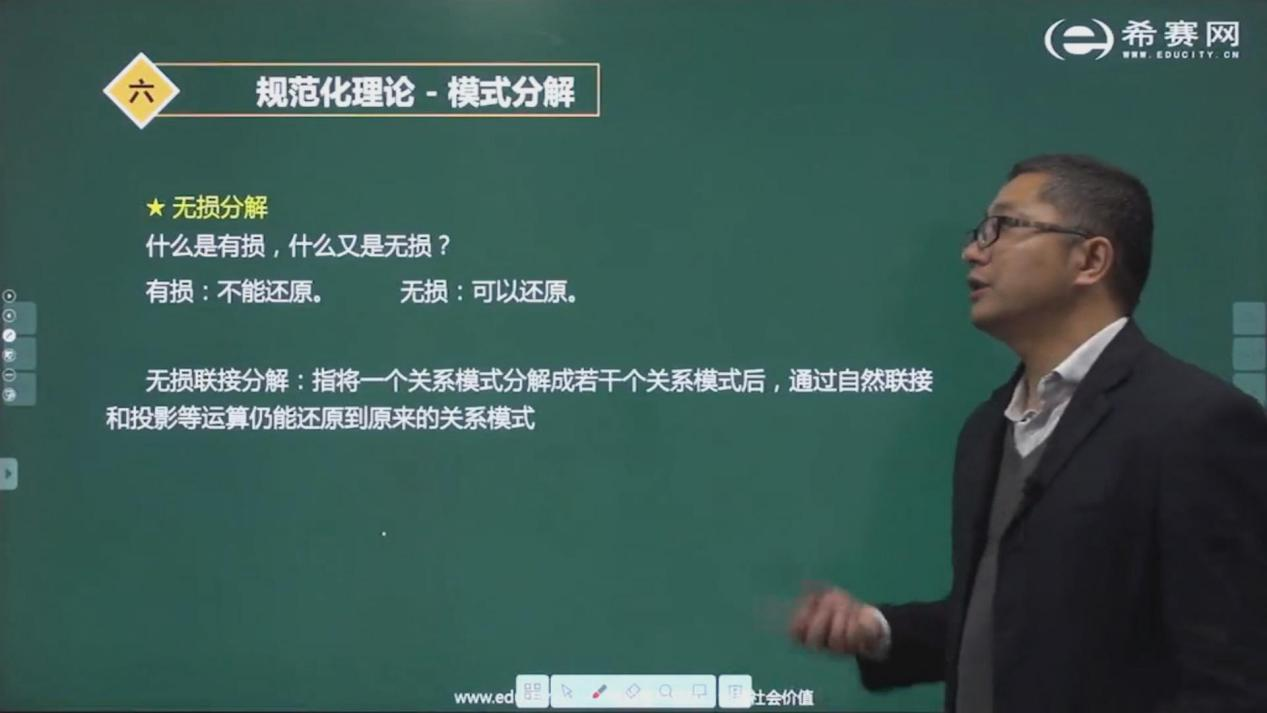 希赛网
WWW.EDUCITY.CN
六
规范化理论 - 模式分解
★ 无损分解
什么是有损，什么又是无损？
有损：不能还原。 无损：可以还原。
无损联接分解：指将一个关系模式分解成若干个关系模式后，通过自然联接
和投影等运算仍能还原到原来的关系模式
www.edu
社会价值